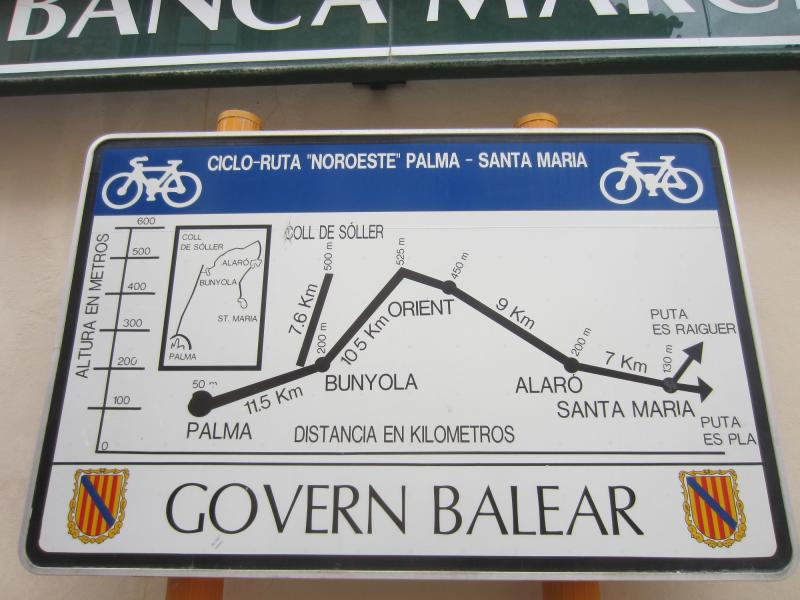 BANCA MARC
CICLO-RUTA "NOROESTE" PALMA - SANTA MARIA
ALTURA EN METROS
600
500
400
300
200
100
0
COLL
DE SÓLLER
ALARÓ
BUNYOLA
ST. MARIA
PALMA
COLL DE SÓLLER
500 m
7.6 Km
50 m
PALMA
11.5 Km
200 m
BUNYOLA
10.5 Km
525 m
450 m
ORIENT
9 Km
200 m
ALARÓ
7 Km
130 m
SANTA MARIA
PUTA
ES RAIGUER
PUTA
ES PLA
DISTANCIA EN KILOMETROS
GOVERN BALEAR